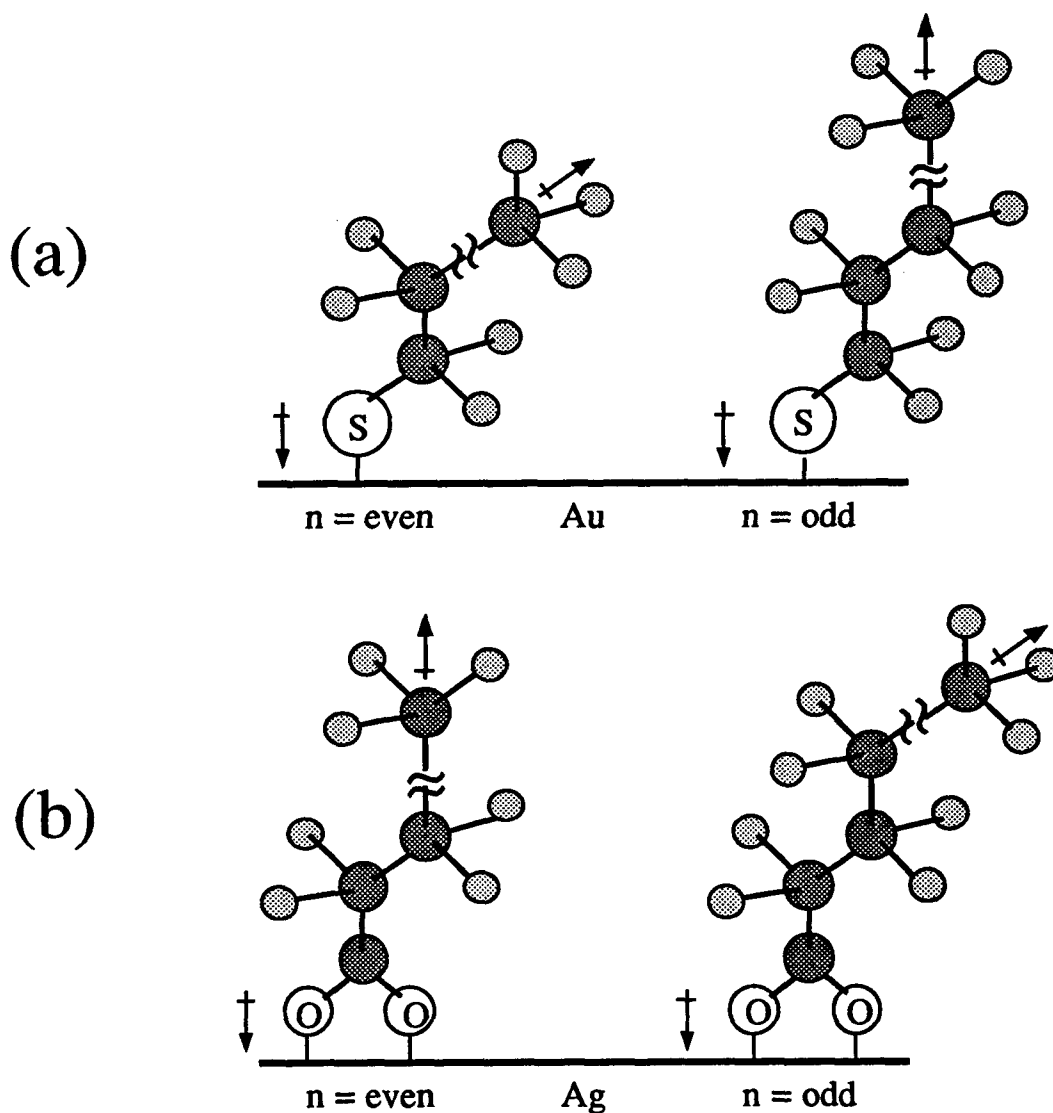 (a)
S
S
n = even
Au
n = odd
(b)
O
O
O
O
n = even
Ag
n = odd